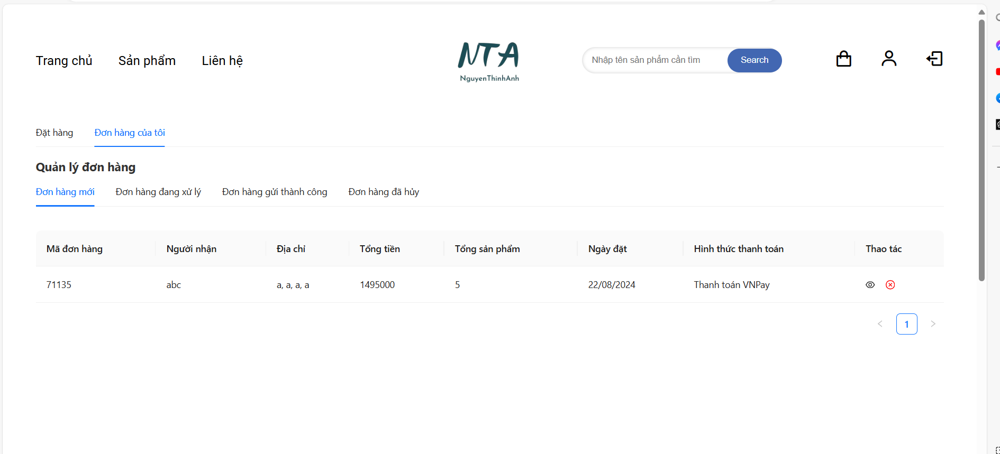 Trang chủ Sản phẩm Liên hệ
NTA
NguyenThinhAnh
Nhập tên sản phẩm cần tìm Search
Đặt hàng Đơn hàng của tôi
Quản lý đơn hàng
Đơn hàng mới Đơn hàng đang xử lý Đơn hàng gửi thành công Đơn hàng đã hủy
Mã đơn hàng Người nhận Địa chỉ Tổng tiền Tổng sản phẩm Ngày đặt Hình thức thanh toán Thao tác
71135 abc a, a, a, a 1495000 5 22/08/2024 Thanh toán VNPay
1